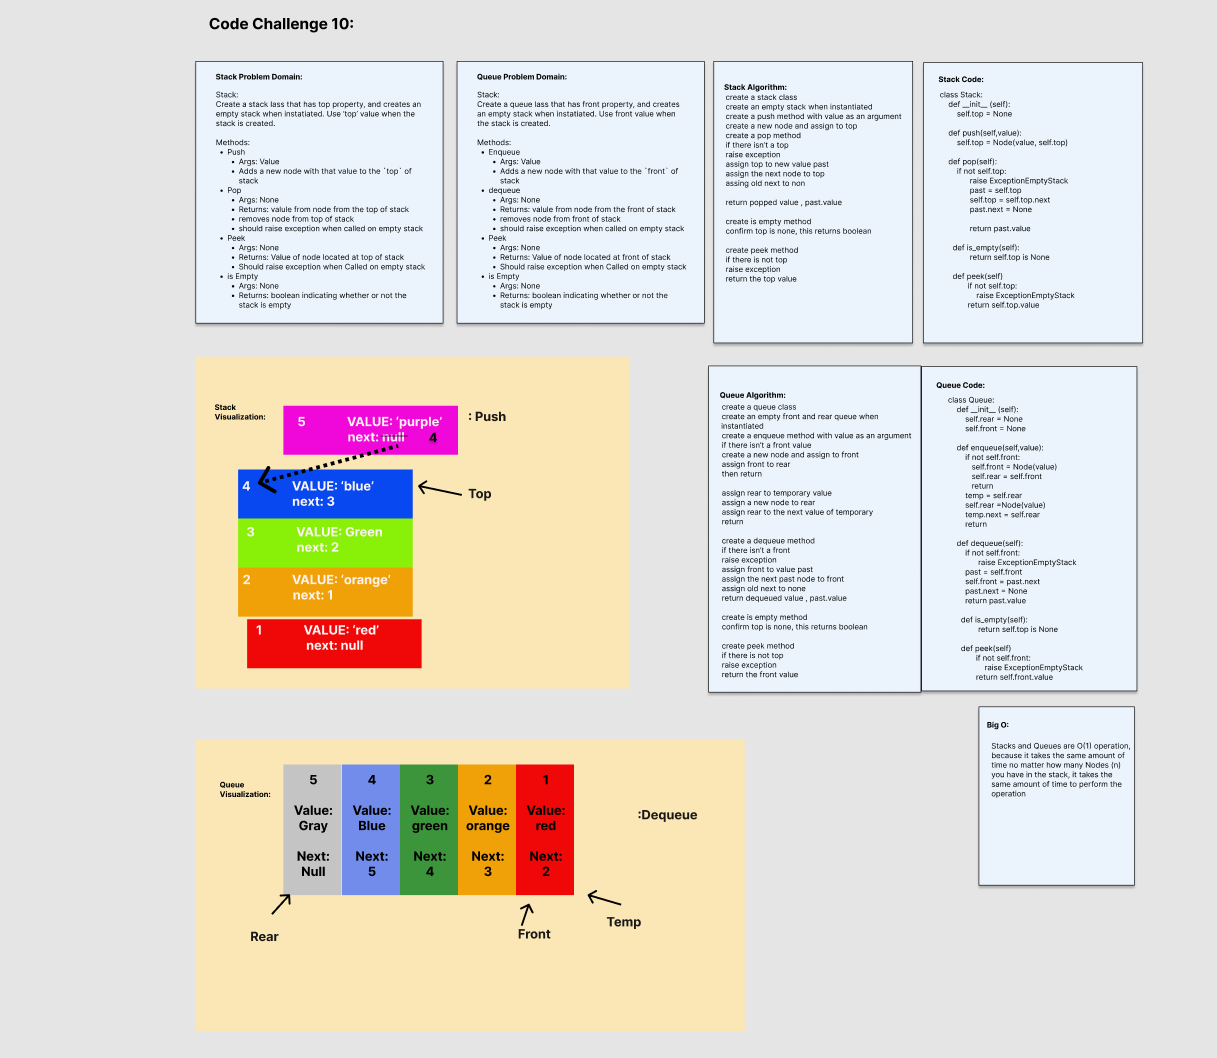 Code Challenge 10:
Stack Problem Domain:
Stack:
Create a stack lass that has top property, and creates an
empty stack when instatiated. Use 'top' value when the
stack is created.
Methods:
• Push
• Args: Value
• Adds a new node with that value to the `top` of
stack
• Pop
• Args: None
• Returns: valule from node from the top of stack
• removes node from top of stack
• should raise exception when called on empty stack
• Peek
• Args: None
• Returns: Value of node located at top of stack
• Should raise exception when Called on empty stack
• is Empty
• Args: None
• Returns: boolean indicating whether or not the
stack is empty
Queue Problem Domain:
Stack:
Create a queue lass that has front property, and creates
an empty stack when instatiated. Use front value when
the stack is created.
Methods:
• Enqueue
• Args: Value
• Adds a new node with that value to the `front` of
stack
• dequeue
• Args: None
• Returns: valule from node from the front of stack
• removes node from front of stack
• should raise exception when called on empty stack
• Peek
• Args: None
• Returns: Value of node located at front of stack
• Should raise exception when Called on empty stack
• is Empty
• Args: None
• Returns: boolean indicating whether or not the
stack is empty
Stack Algorithm:
create a stack class
create an empty stack when instantiated
create a push method with value as an argument
create a new node and assign to top
create a pop method
if there isn't a top
raise exception
assign top to new value past
assign the next node to top
assing old next to non
return popped value , past.value
create is empty method
confirm top is none, this returns boolean
create peek method
if there is not top
raise exception
return the top value
Stack Code:
class Stack:
def __init__ (self):
self.top = None
def push(self,value):
self.top = Node(value, self.top)
def pop(self):
if not self.top:
raise ExceptionEmptyStack
past = self.top
self.top = self.top.next
past.next = None
return past.value
def is_empty(self):
return self.top is None
def peek(self)
if not self.top:
raise ExceptionEmptyStack
return self.top.value
Stack
Visualization:
5 VALUE: 'purple'
next: null 4
: Push
4 VALUE: 'blue'
next: 3
Top
3 VALUE: Green
next: 2
2 VALUE: 'orange'
next: 1
1 VALUE: 'red'
next: null
Queue Algorithm:
create a queue class
create an empty front and rear queue when
instantiated
create a enqueue method with value as an argument
if there isn't a front value
create a new node and assign to front
assign front to rear
then return
assign rear to temporary value
assign a new node to rear
assign rear to the next value of temporary
return
create a dequeue method
if there isn't a front
raise exception
assign front to value past
assign the next past node to front
assign old next to none
return dequeued value , past.value
create is empty method
confirm top is none, this returns boolean
create peek method
if there is not top
raise exception
return the front value
Queue Code:
class Queue:
def __init__ (self):
self.rear = None
self.front = None
def enqueue(self,value):
if not self.front:
self.front = Node(value)
self.rear = self.front
return
temp = self.rear
self.rear =Node(value)
temp.next = self.rear
return
def dequeue(self):
if not self.front:
raise ExceptionEmptyStack
past = self.front
self.front = past.next
past.next = None
return past.value
def is_empty(self):
return self.top is None
def peek(self)
if not self.front:
raise ExceptionEmptyStack
return self.front.value
Big O:
Stacks and Queues are O(1) operation,
because it takes the same amount of
time no matter how many Nodes (n)
you have in the stack, it takes the
same amount of time to perform the
operation
Queue
Visualization:
5 4 3 2 1
Value: Value: Value: Value: Value:
Gray Blue green orange red
Next: Next: Next: Next: Next:
Null 5 4 3 2
:Dequeue
Rear
Front
Temp